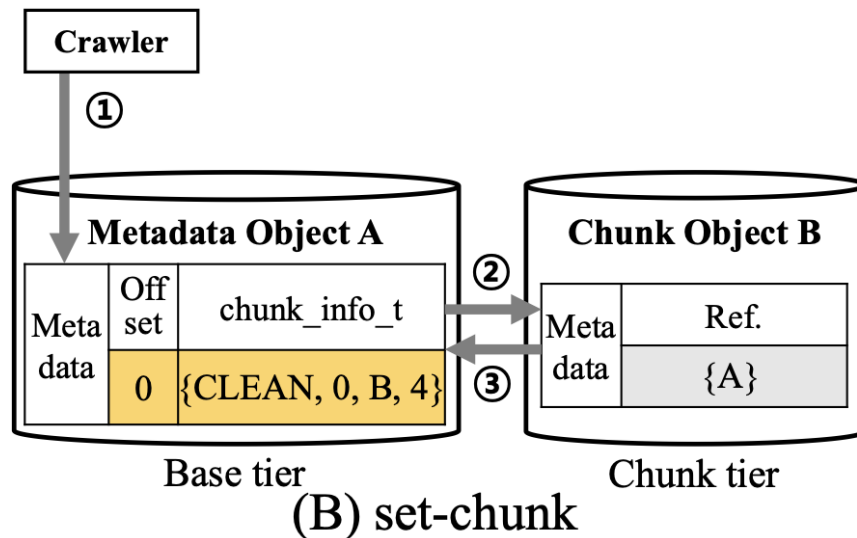 Crawler
①
Metadata Object A
Meta
data
Off
set
chunk_info_t
0
{CLEAN, 0, B, 4}
②
③
Chunk Object B
Meta
data
Ref.
{A}
Base tier
Chunk tier
(B) set-chunk